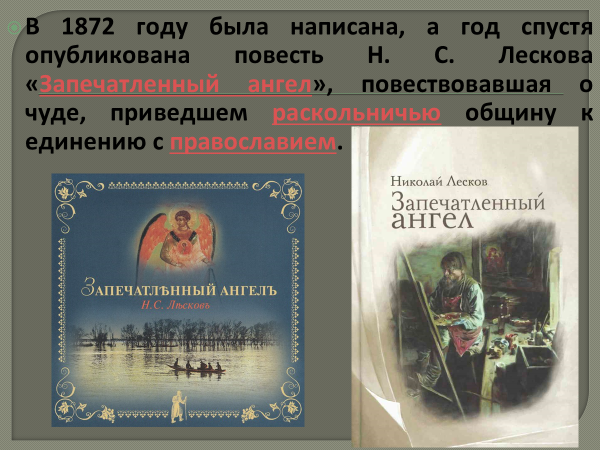 В 1872 году была написана, а год спустя
опубликована повесть Н. С. Лескова
«Запечатленный ангел», повествовавшая о
чуде, приведшем раскольничью общину к
единению с православием.
ЗАПЕЧАТЛѢННЫЙ АНГЕЛЪ
Н.С. Лѣсковъ
Николай Лесков
Запечатленный
ангел